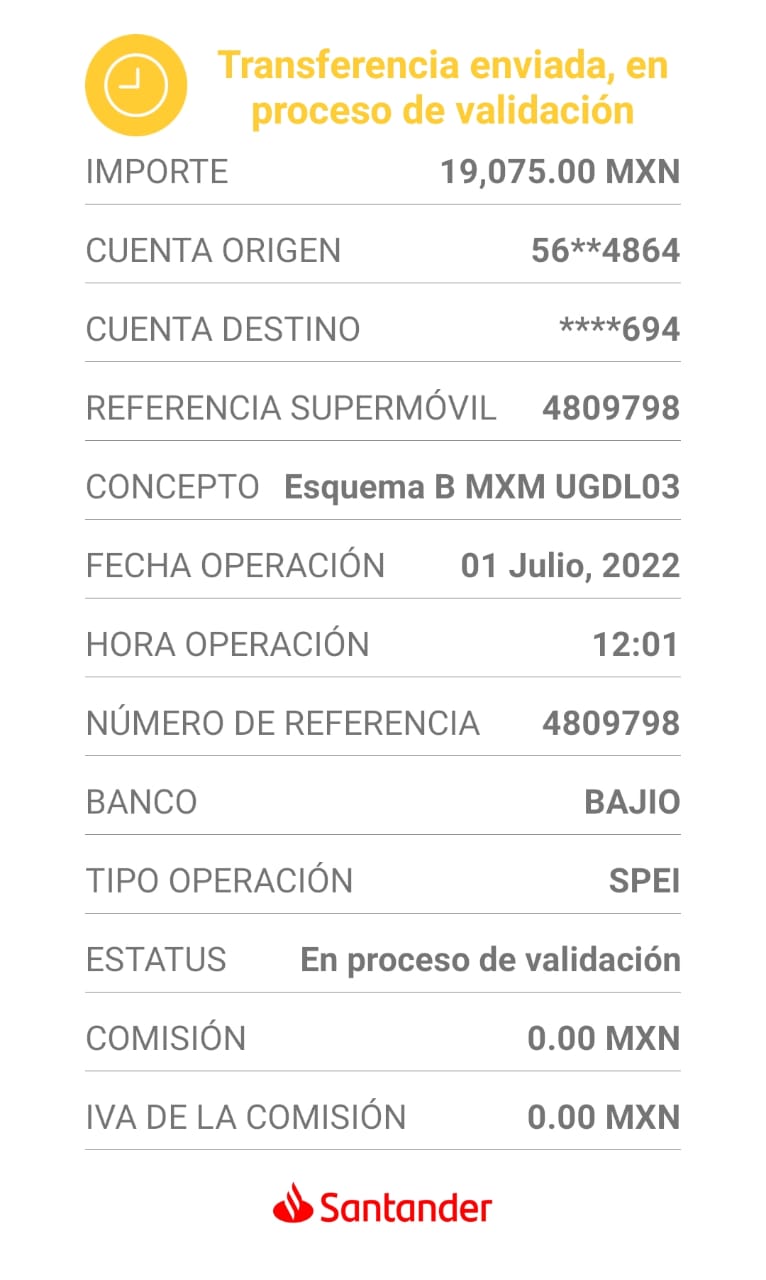 Transferencia enviada, en
proceso de validación
IMPORTE 19,075.00 MXN
CUENTA ORIGEN 56**4864
CUENTA DESTINO ****694
REFERENCIA SUPERMÓVIL 4809798
CONCEPTO Esquema B MXM UGDL03
FECHA OPERACIÓN 01 Julio, 2022
HORA OPERACIÓN 12:01
NÚMERO DE REFERENCIA 4809798
BANCO BAJIO
TIPO OPERACIÓN SPEI
ESTATUS En proceso de validación
COMISIÓN 0.00 MXN
IVA DE LA COMISIÓN 0.00 MXN
Santander